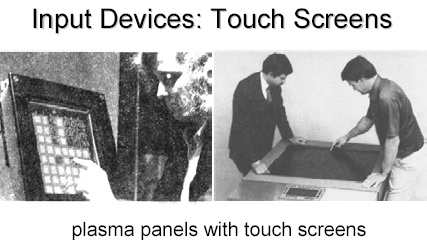 Input Devices: Touch Screens
plasma panels with touch screens